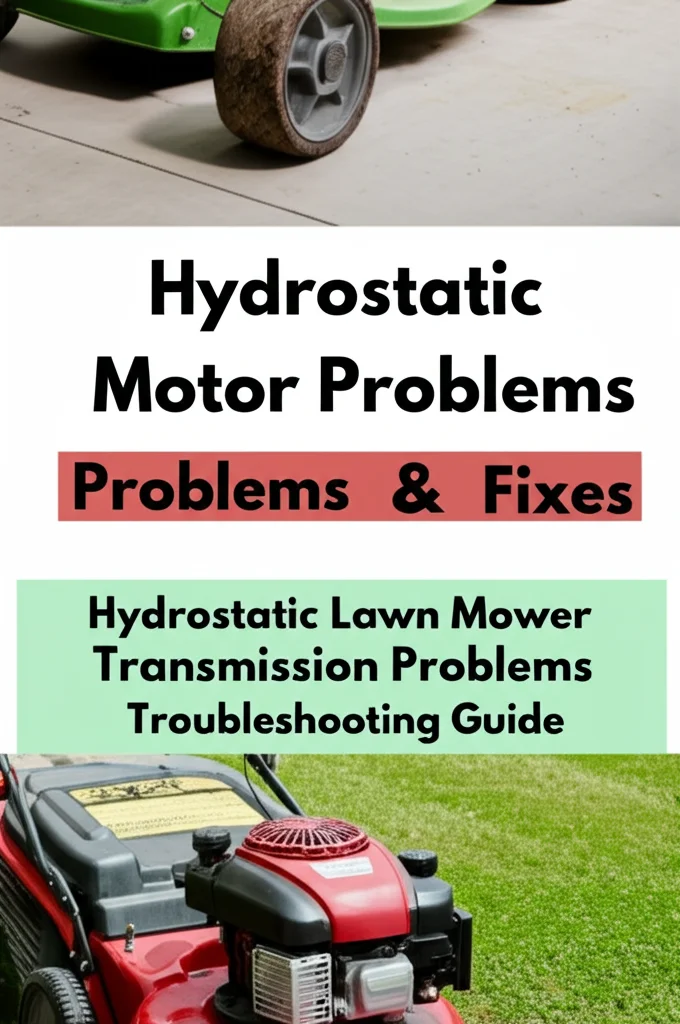 Hydrostatic
Motor Problems
Problems & Fixes
Hydrostatic Lawn Mower
Transmission Problems
Troubleshooting Guide